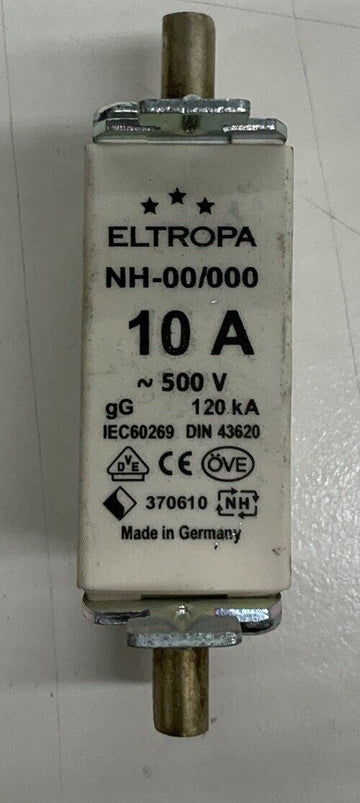 ELTROPA
NH-00/000
10 A
~ 500 V
gG 120 kA
IEC60269 DIN 43620
DVE CE ÖVE
370610 NH
Made in Germany